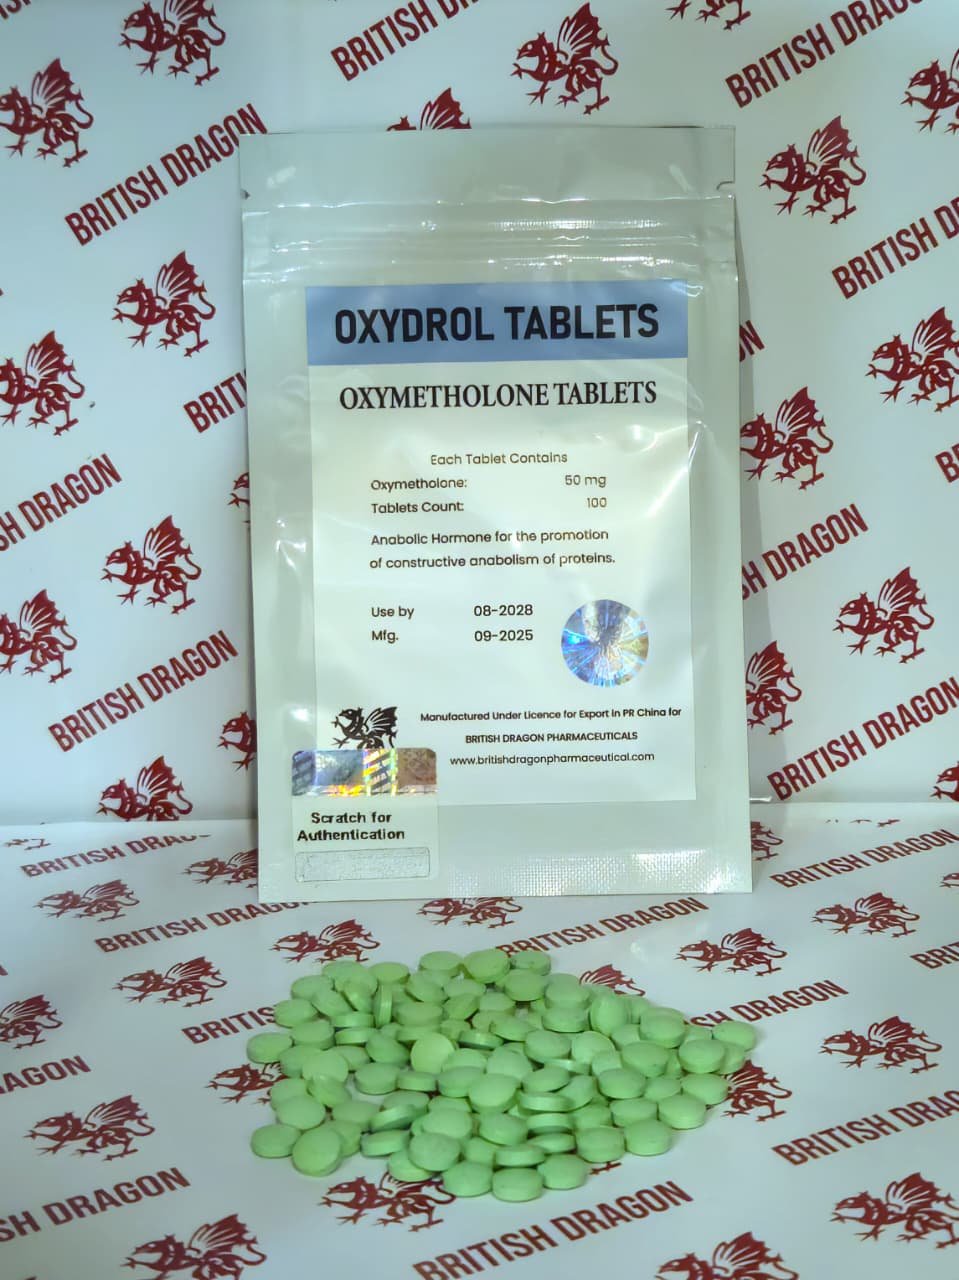 OXYDROL TABLETS
OXYMETHOLONE TABLETS
Each Tablet Contains
Oxymetholone: 50 mg
Tablets Count: 100
Anabolic Hormone for the promotion
of constructive anabolism of proteins.
Use by 08-2028
Mfg. 09-2025
Manufactured Under Licence for Export in PR China for
BRITISH DRAGON PHARMACEUTICALS
www.britishdragonpharmaceutical.com
Scratch for
Authentication
BRITISH DRAGON